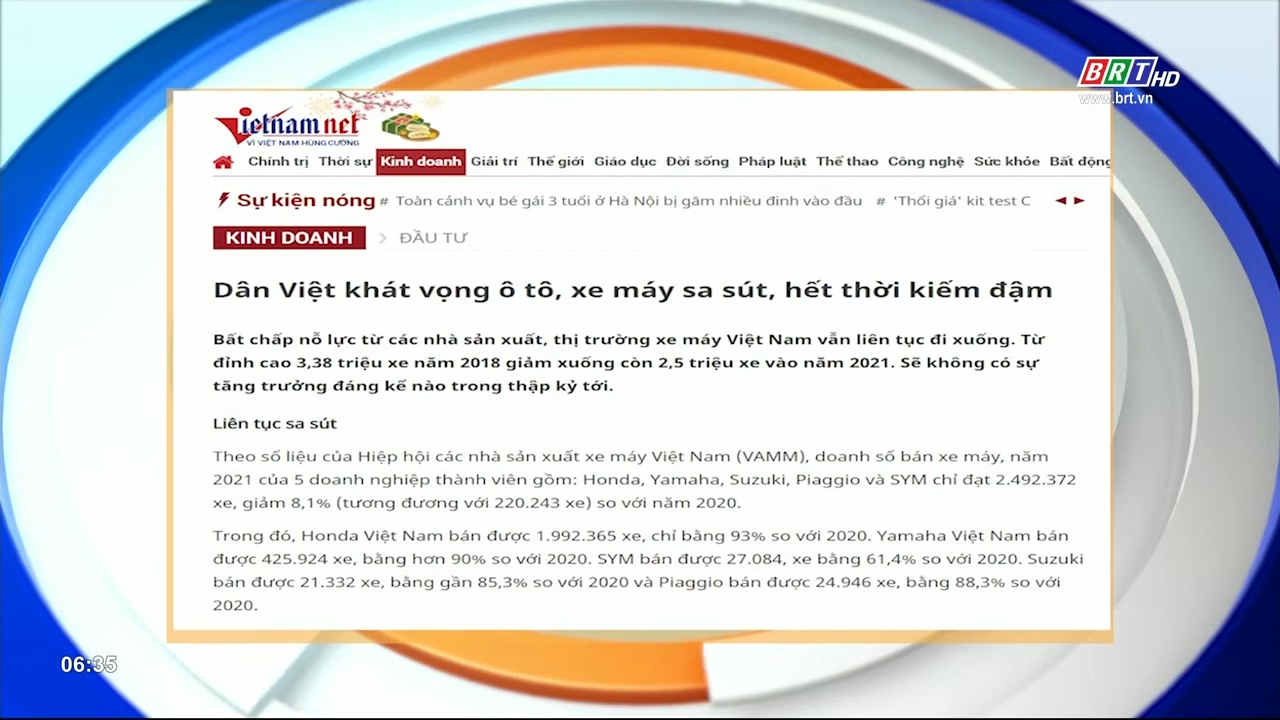 BRT HD
www.brt.vn
vietnamnet
VÌ VIỆT NAM HÙNG CƯỜNG
Chính trị Thời sự Kinh doanh Giải trí Thế giới Giáo dục Đời sống Pháp luật Thể thao Công nghệ Sức khỏe Bất động
Sự kiện nóng # Toàn cảnh vụ bé gái 3 tuổi ở Hà Nội bị găm nhiều đinh vào đầu # 'Thổi giá' kit test C
KINH DOANH > ĐẦU TƯ
Dân Việt khát vọng ô tô, xe máy sa sút, hết thời kiếm đậm
Bất chấp nỗ lực từ các nhà sản xuất, thị trường xe máy Việt Nam vẫn liên tục đi xuống. Từ
đỉnh cao 3,38 triệu xe năm 2018 giảm xuống còn 2,5 triệu xe vào năm 2021. Sẽ không có sự
tăng trưởng đáng kể nào trong thập kỷ tới.
Liên tục sa sút
Theo số liệu của Hiệp hội các nhà sản xuất xe máy Việt Nam (VAMM), doanh số bán xe máy, năm
2021 của 5 doanh nghiệp thành viên gồm: Honda, Yamaha, Suzuki, Piaggio và SYM chỉ đạt 2.492.372
xe, giảm 8,1% (tương đương với 220.243 xe) so với năm 2020.
Trong đó, Honda Việt Nam bán được 1.992.365 xe, chỉ bằng 93% so với 2020. Yamaha Việt Nam bán
được 425.924 xe, bằng hơn 90% so với 2020. SYM bán được 27.084, xe bằng 61,4% so với 2020. Suzuki
bán được 21.332 xe, bằng gần 85,3% so với 2020 và Piaggio bán được 24.946 xe, bằng 88,3% so với
2020.
06:35